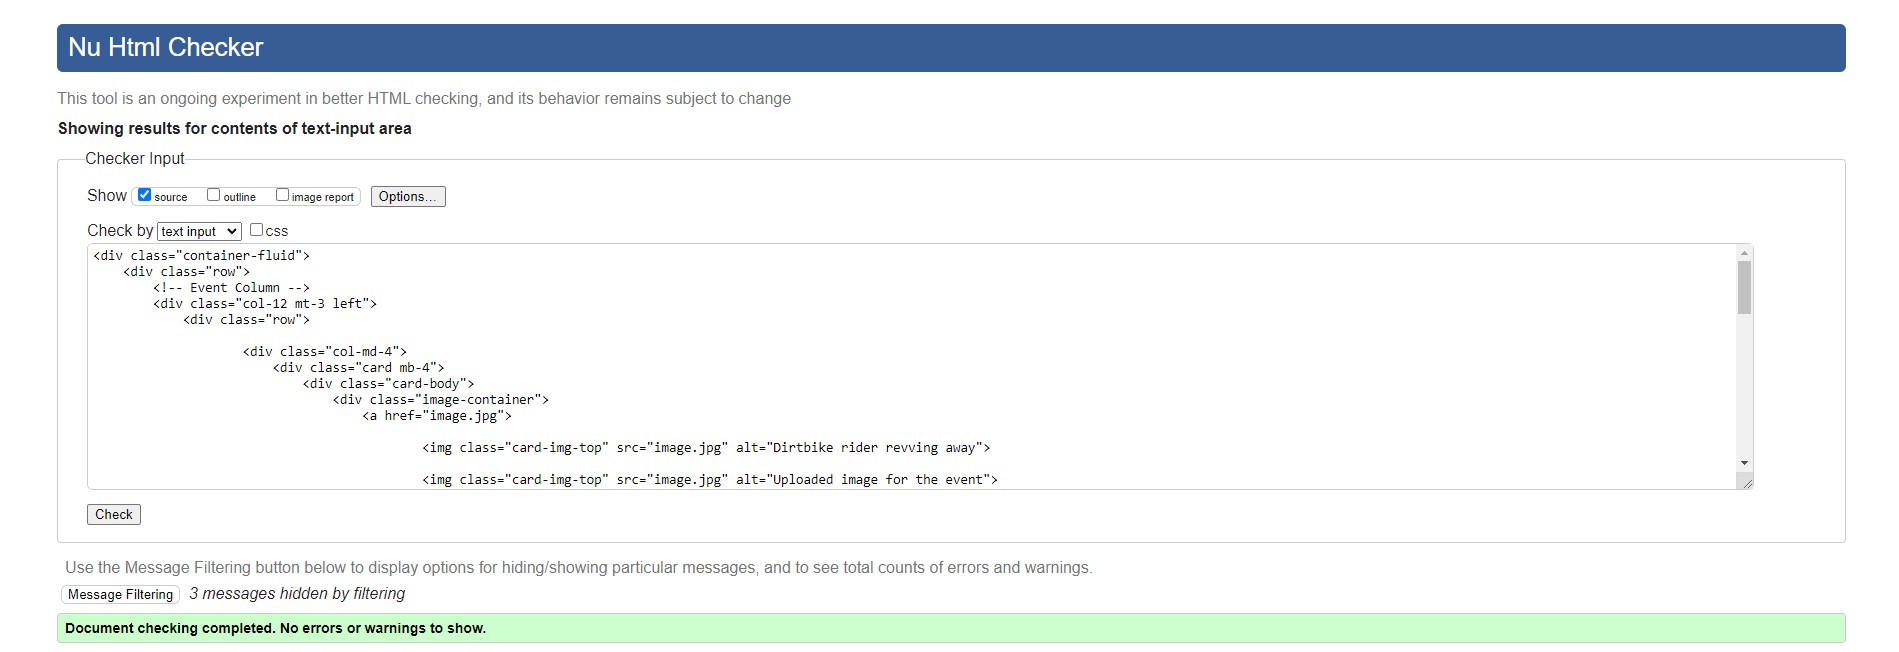 Nu Html Checker
This tool is an ongoing experiment in better HTML checking, and its behavior remains subject to change
Showing results for contents of text-input area
Checker Input
Show source outline image report Options...
Check by text input css
<div class="container-fluid">
    <div class="row">
        <!-- Event Column -->
        <div class="col-12 mt-3 left">
            <div class="row">
                    <div class="col-md-4">
                        <div class="card mb-4">
                            <div class="card-body">
                                <div class="image-container">
                                    <a href="image.jpg">
                                            <img class="card-img-top" src="image.jpg" alt="Dirtbike rider revving away">
                                            <img class="card-img-top" src="image.jpg" alt="Uploaded image for the event">
Check
Use the Message Filtering button below to display options for hiding/showing particular messages, and to see total counts of errors and warnings.
Message Filtering 3 messages hidden by filtering
Document checking completed. No errors or warnings to show.